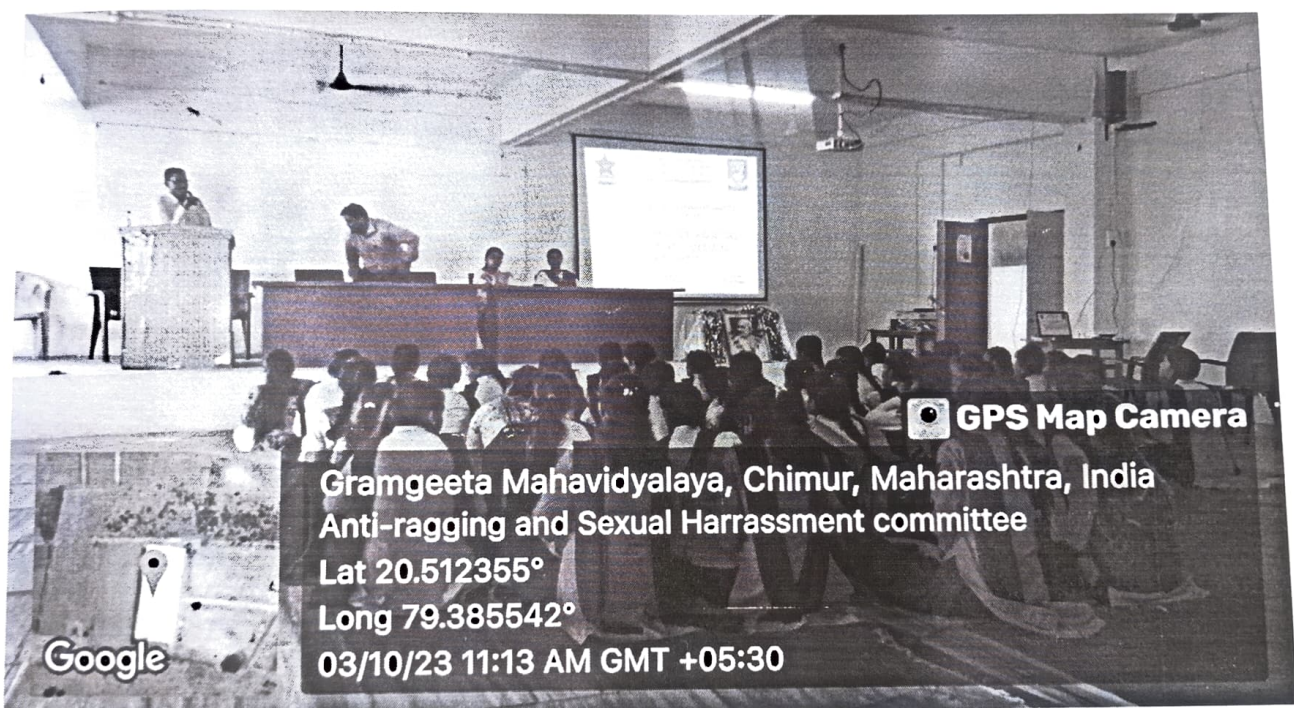 GPS Map Camera
Gramgeeta Mahavidyalaya, Chimur, Maharashtra, India
Anti-ragging and Sexual Harrassment committee
Lat 20.512355°
Long 79.385542°
03/10/23 11:13 AM GMT +05:30
Google